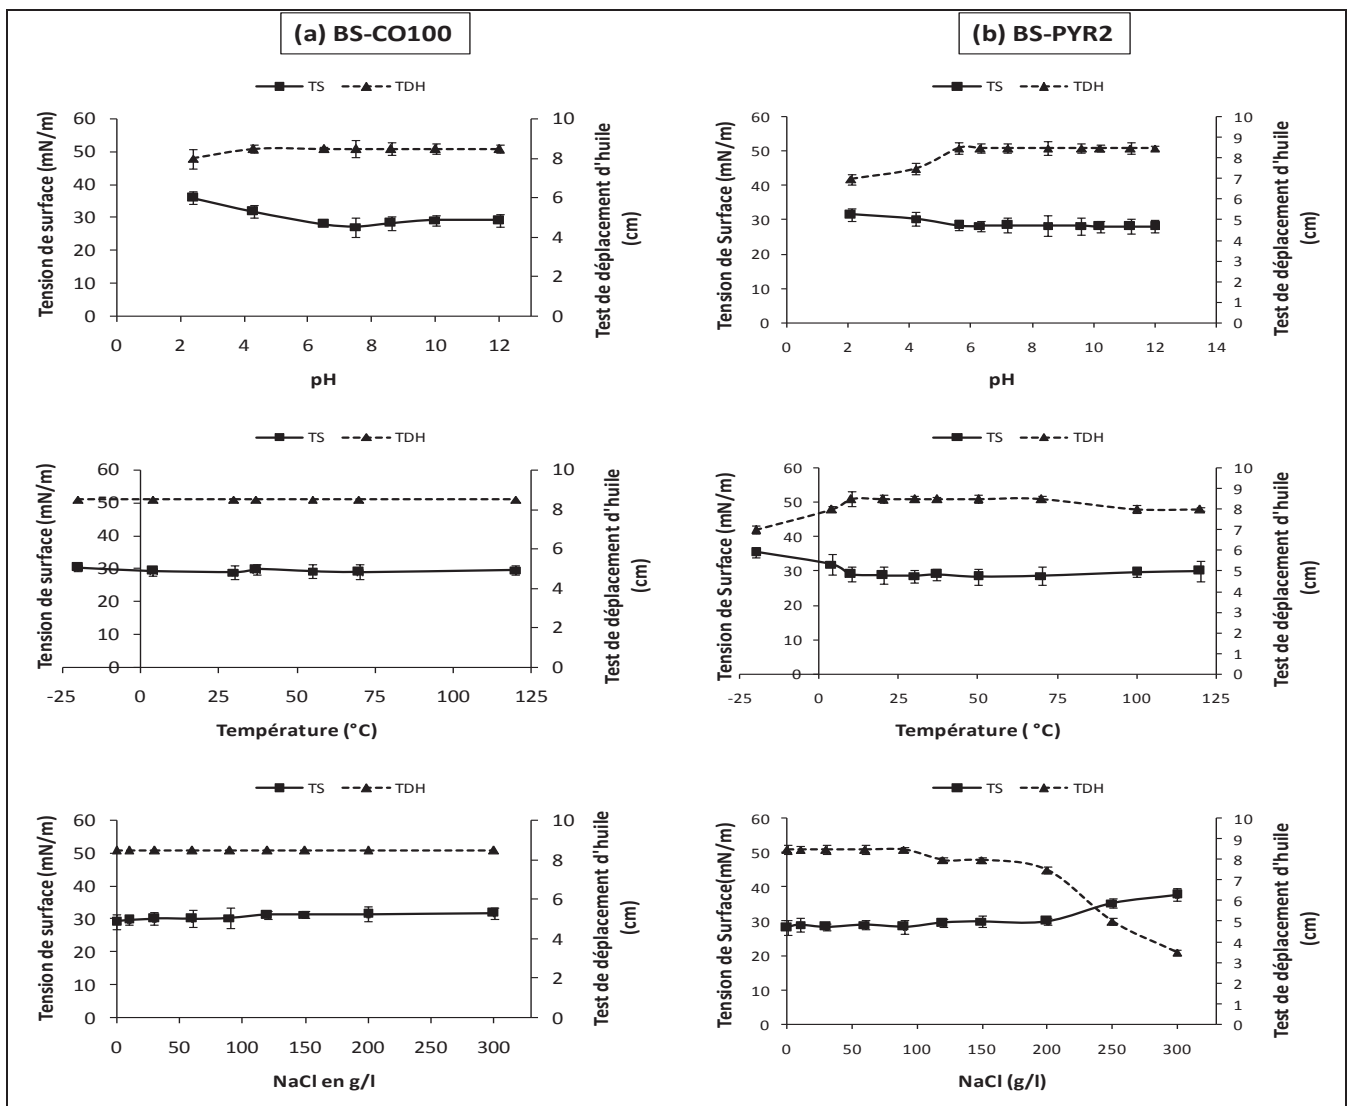 (a) BS-CO100
(b) BS-PYR2
TS TDH
Tension de surface (mN/m)
60
50
40
30
20
10
0
10
8
6
4
2
0
Test de déplacement d'huile
(cm)
0 2 4 6 8 10 12
pH
TS TDH
Tension de Surface (mN/m)
60
50
40
30
20
10
0
10
9
8
7
6
5
4
3
2
1
0
Test de déplacement d'huile
(cm)
0 2 4 6 8 10 12 14
pH
TS TDH
Tension de surface (mN/m)
60
50
40
30
20
10
0
10
8
6
4
2
0
Test de déplacement d'huile
(cm)
-25 0 25 50 75 100 125
Température (°C)
TS TDH
Tension de Surface (mN/m)
60
50
40
30
20
10
0
10
9
8
7
6
5
4
3
2
1
0
Test de déplacement d'huile
(cm)
-25 0 25 50 75 100 125
Température ( °C)
TS TDH
Tension de surface (mN/m)
60
50
40
30
20
10
0
10
8
6
4
2
0
Test de déplacement d'huile
(cm)
0 50 100 150 200 250 300
NaCl en g/l
TS TDH
Tension de Surface(mN/m)
60
50
40
30
20
10
0
10
9
8
7
6
5
4
3
2
1
0
Test de déplacement d'huile
(cm)
0 50 100 150 200 250 300
NaCl (g/l)